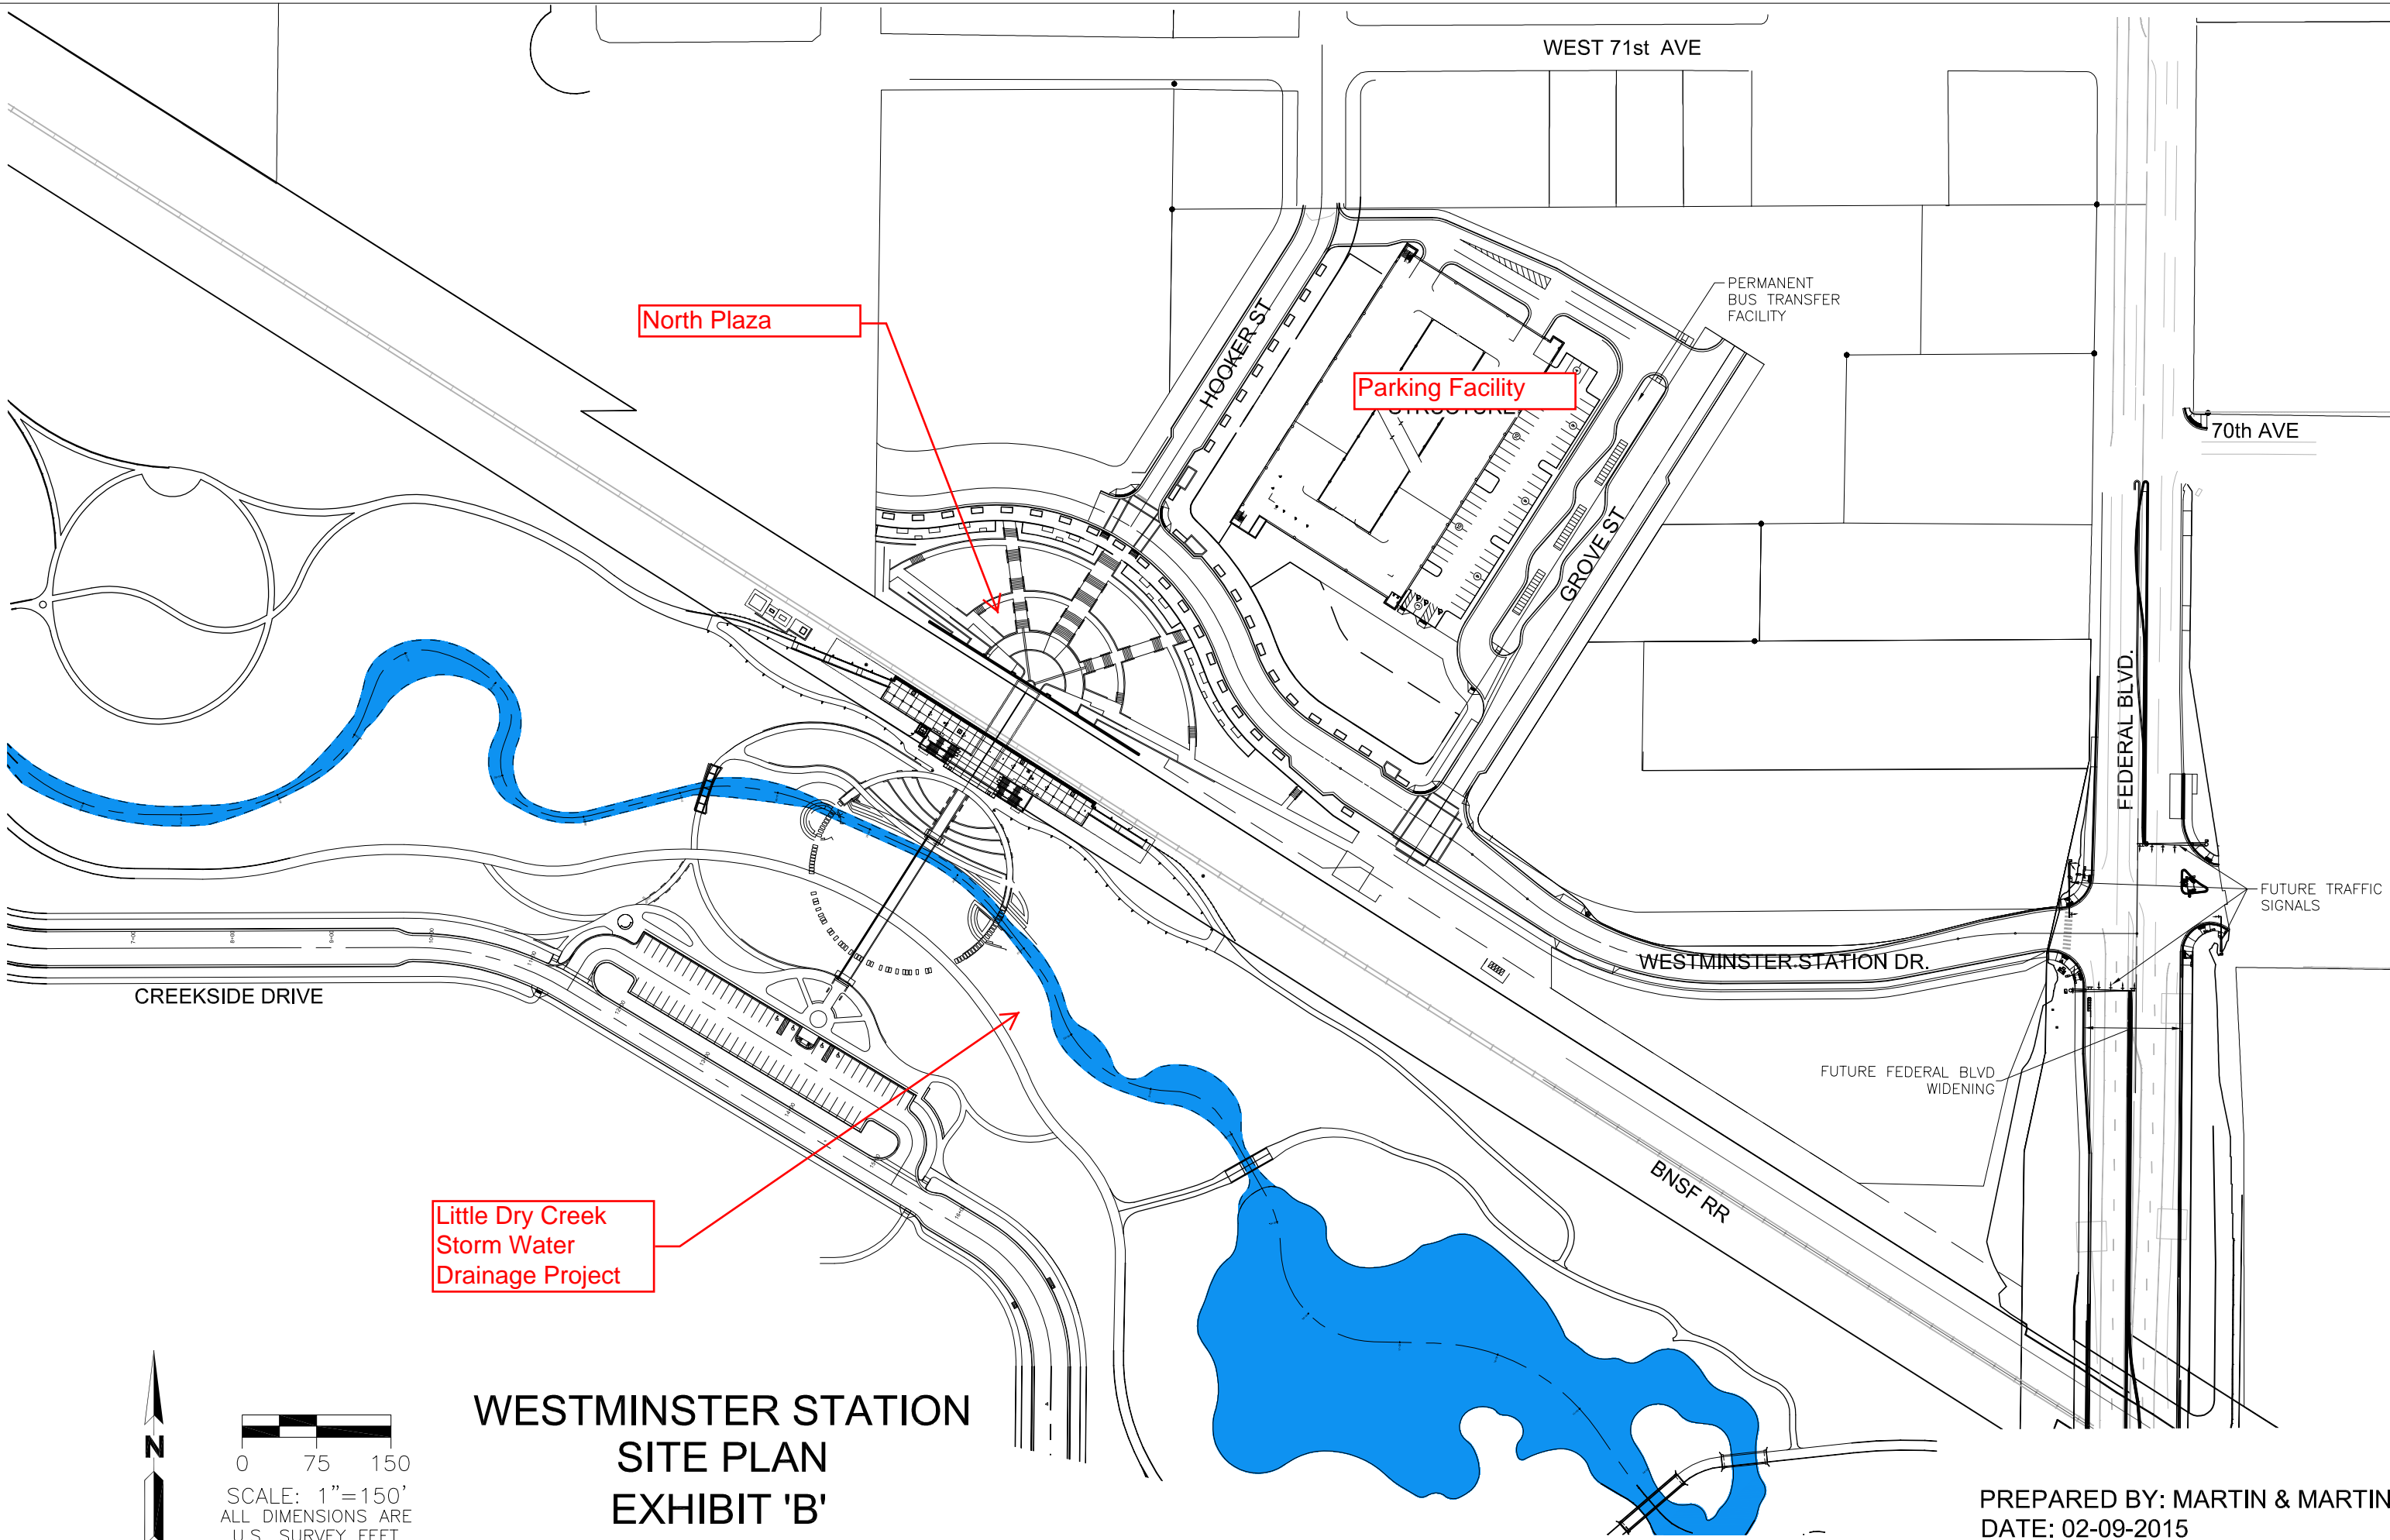 WEST 71st AVE
PERMANENT
BUS TRANSFER
FACILITY
North Plaza
HOOKER ST
Parking Facility
STRUCTURE
70th AVE
GROVE ST
FEDERAL BLVD.
FUTURE TRAFFIC
SIGNALS
WESTMINSTER STATION DR.
CREEKSIDE DRIVE
FUTURE FEDERAL BLVD
WIDENING
BNSF RR
Little Dry Creek
Storm Water
Drainage Project
N
0 75 150
SCALE: 1"=150'
ALL DIMENSIONS ARE
U.S. SURVEY FEET
WESTMINSTER STATION
SITE PLAN
EXHIBIT 'B'
PREPARED BY: MARTIN & MARTIN
DATE: 02-09-2015